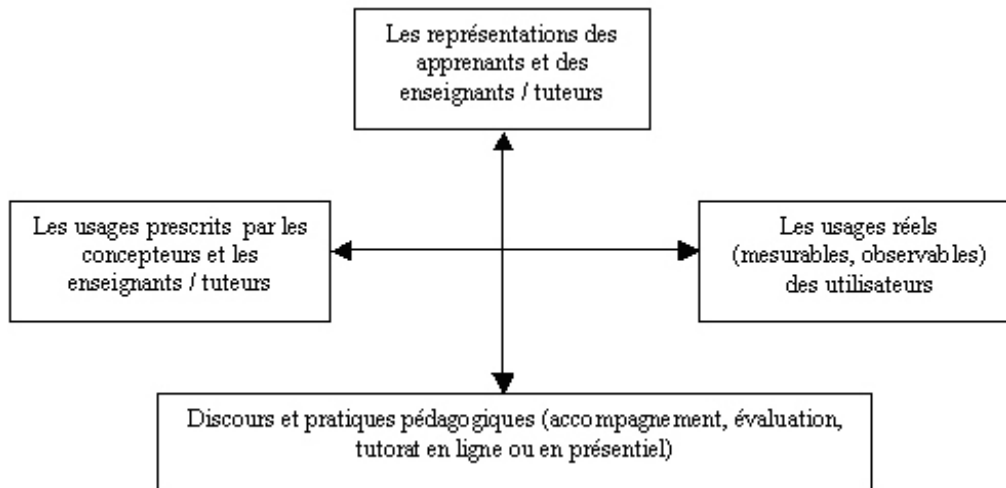 Les représentations des
apprenants et des
enseignants / tuteurs
Les usages prescrits par les
concepteurs et les
enseignants / tuteurs
Les usages réels
(mesurables, observables)
des utilisateurs
Discours et pratiques pédagogiques (accompagnement, évaluation,
tutorat en ligne ou en présentiel)